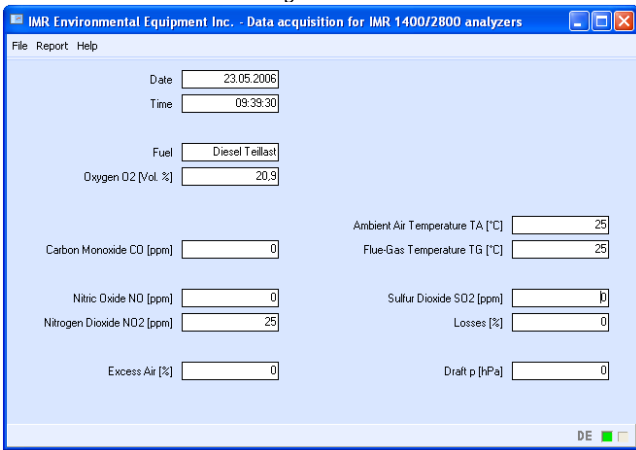 IMR Environmental Equipment Inc. - Data acquisition for IMR 1400/2800 analyzers
File Report Help
Date 23.05.2006
Time 09:39:30
Fuel Diesel Teillast
Oxygen O2 [Vol. %] 20,9
Ambient Air Temperature TA [°C] 25
Carbon Monoxide CO [ppm] 0 Flue-Gas Temperature TG [°C] 25
Nitric Oxide NO [ppm] 0 Sulfur Dioxide SO2 [ppm] 0
Nitrogen Dioxide NO2 [ppm] 25 Losses [%] 0
Excess Air [%] 0 Draft p [hPa] 0
DE